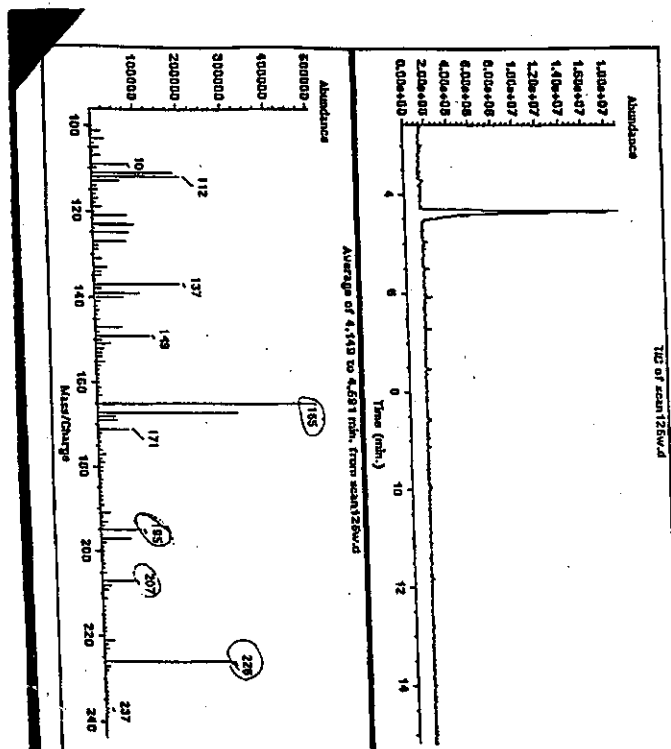 TIC of scan126w.d
Abundance
1.80e+07
1.60e+07
1.40e+07
1.20e+07
1.00e+07
8.00e+06
6.00e+06
4.00e+06
2.00e+06
0.00e+00
4
6
8
10
12
14
Time (min.)
Average of 4.149 to 4.581 min. from scan126w.d
Abundance
500000
400000
300000
200000
100000
112
137
149
165
171
195
207
226
237
100
120
140
160
180
200
220
240
Mass/Charge